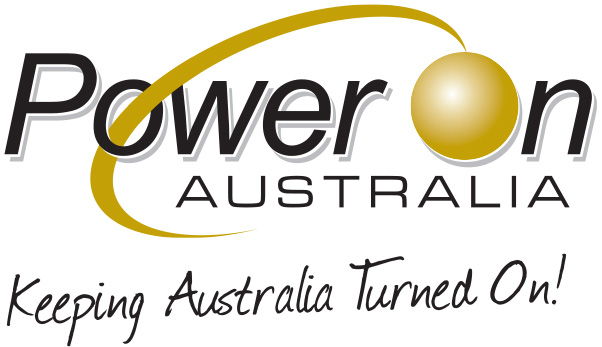 Power On
AUSTRALIA
Keeping Australia Turned On!